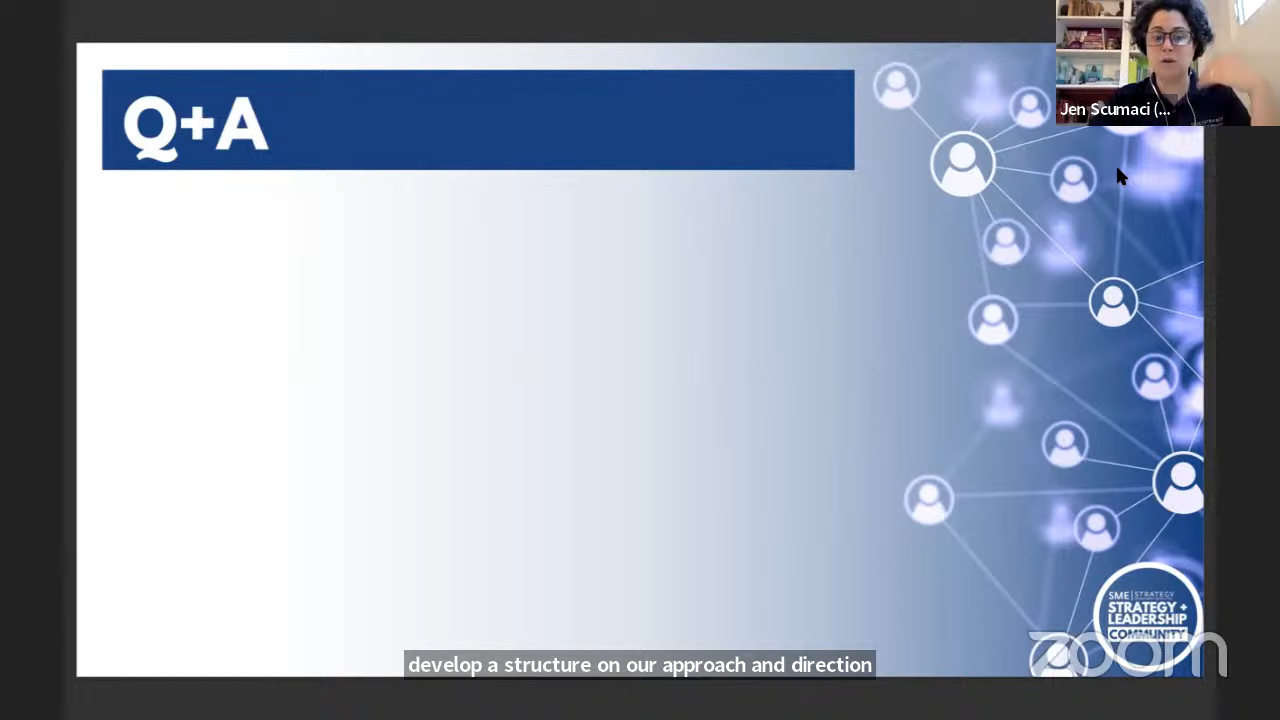 Q+A
Jen Scumaci (...
SME | STRATEGY
STRATEGY +
LEADERSHIP
COMMUNITY
zoom
develop a structure on our approach and direction